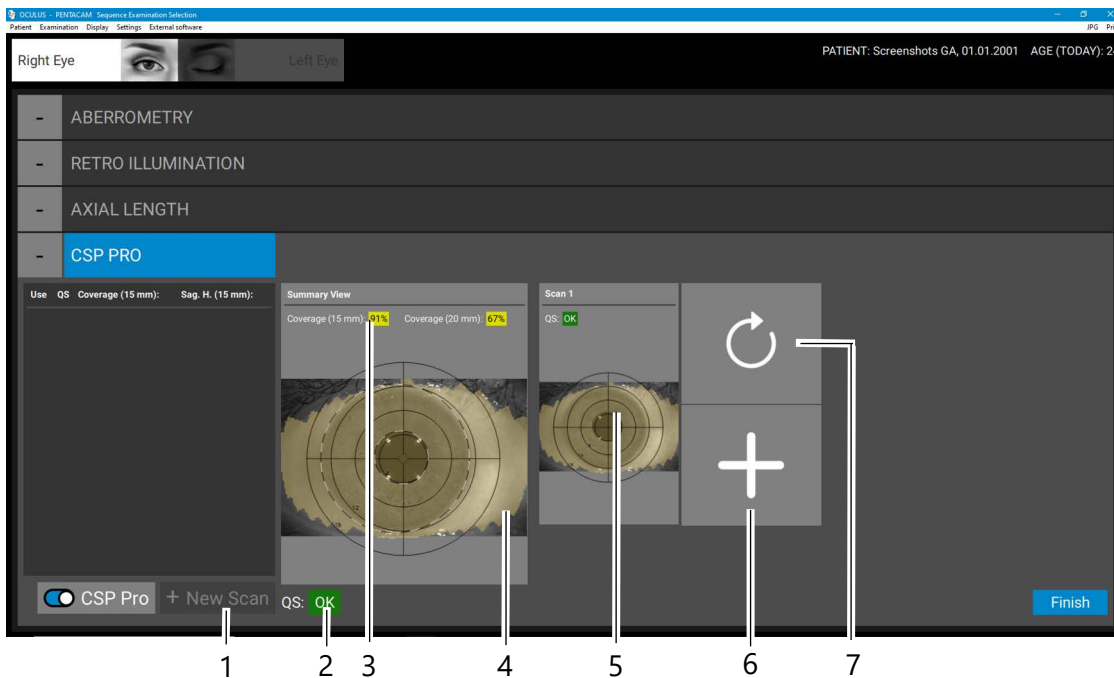 OCULUS - PENTACAM Sequence Examination Selection
Patient Examination Display Settings External software JPG Pri
Right Eye Left Eye PATIENT: Screenshots GA, 01.01.2001 AGE (TODAY): 2
- ABERROMETRY
- RETRO ILLUMINATION
- AXIAL LENGTH
- CSP PRO
Use QS Coverage (15 mm): Sag. H. (15 mm):
Summary View
Coverage (15 mm): 91% Coverage (20 mm): 67%
Scan 1
QS: OK
CSP Pro + New Scan QS: OK Finish
1 2 3 4 5 6 7